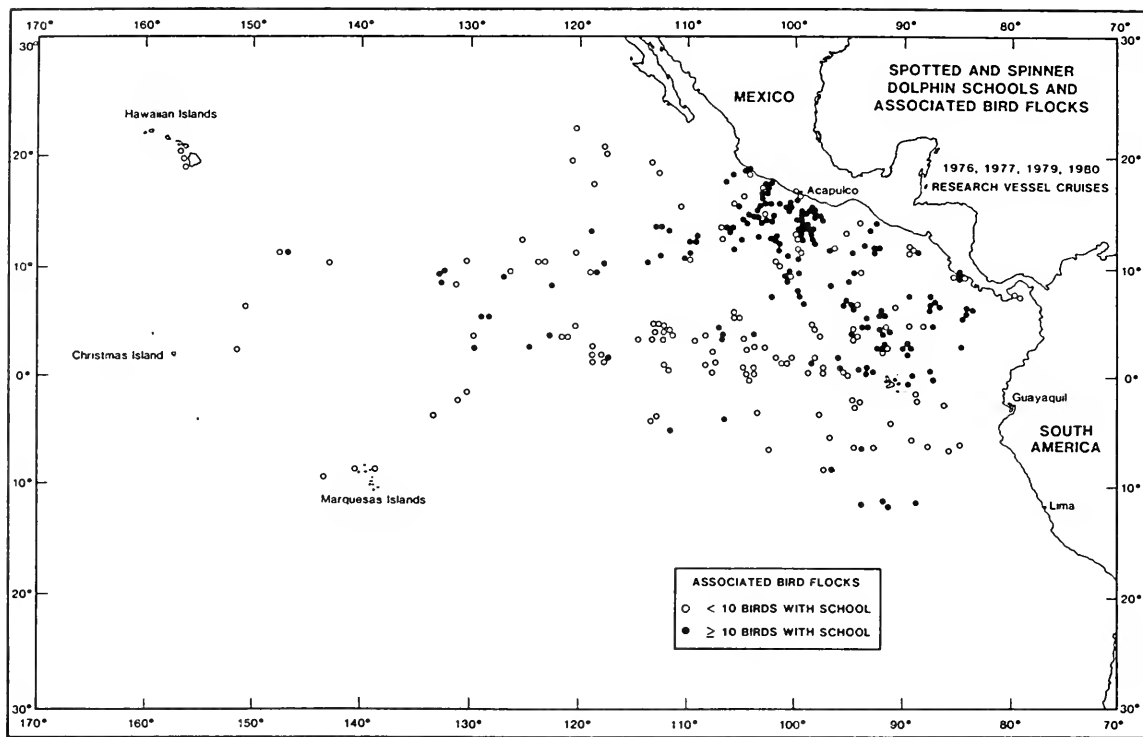 170° 160° 150° 140° 130° 120° 110° 100° 90° 80° 70°
30° 30°
MEXICO
SPOTTED AND SPINNER
DOLPHIN SCHOOLS AND
ASSOCIATED BIRD FLOCKS
Hawaiian Islands
20° 20°
1976, 1977, 1979, 1980
RESEARCH VESSEL CRUISES
Acapulco
10° 10°
Christmas Island
0° 0°
Guayaquil
SOUTH
AMERICA
10° 10°
Marquesas Islands
Lima
ASSOCIATED BIRD FLOCKS
○ < 10 BIRDS WITH SCHOOL
● ≥ 10 BIRDS WITH SCHOOL
20° 20°
30° 30°
170° 160° 150° 140° 130° 120° 110° 100° 90° 80° 70°